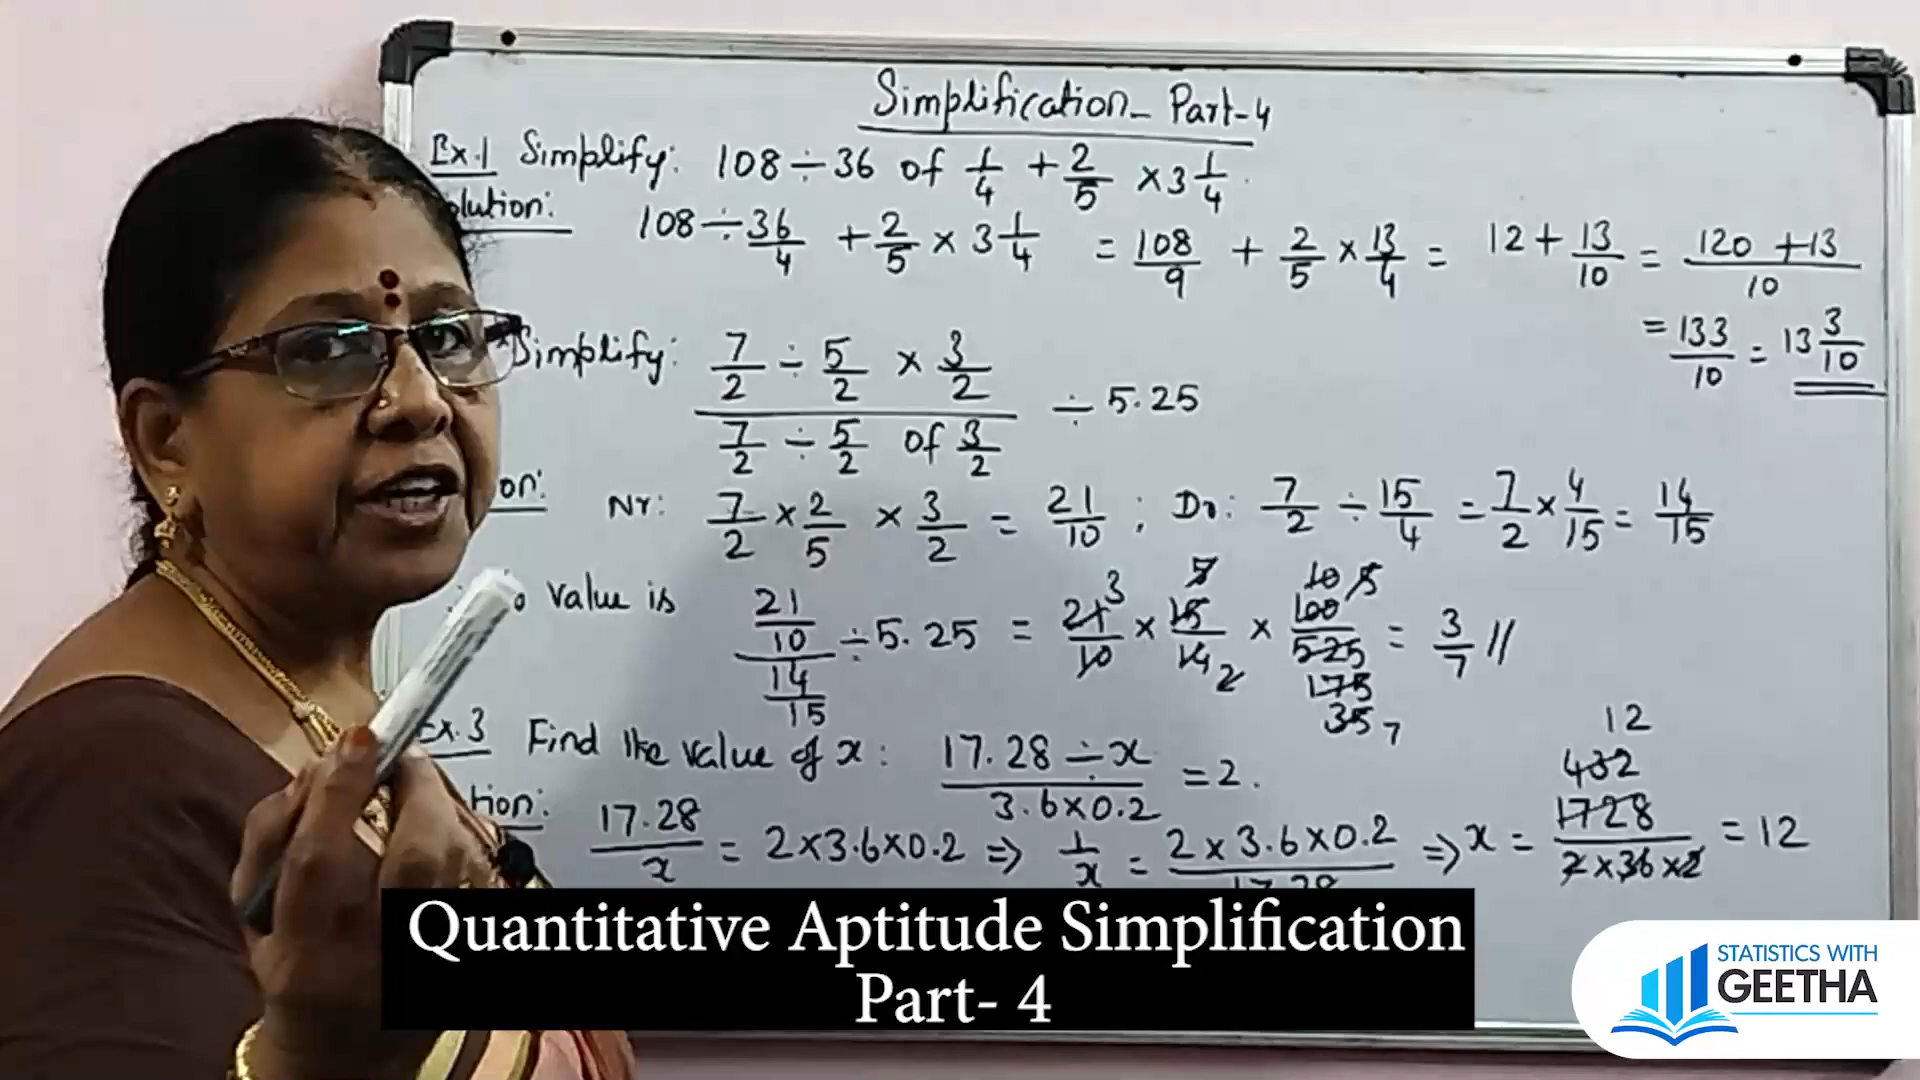 Simplification- Part-4
Ex.1 Simplify: 108 ÷ 36 of 1/4 + 2/5 × 3 1/4
olution:
108 ÷ 36/4 + 2/5 × 3 1/4 = 108/9 + 2/5 × 13/4 = 12 + 13/10 = 120 + 13/10
= 133/10 = 13 3/10
Simplify: 7/2 ÷ 5/2 × 3/2 / 7/2 ÷ 5/2 of 3/2 ÷ 5.25
on: Nr: 7/2 × 2/5 × 3/2 = 21/10 ; Dr: 7/2 ÷ 15/4 = 7/2 × 4/15 = 14/15
value is 21/10 / 14/15 ÷ 5.25 = 21/10 × 15/14 × 100/525 = 3/7 //
Ex.3 Find the value of x : 17.28 ÷ x / 3.6 × 0.2 = 2.
tion: 17.28/x = 2×3.6×0.2 ⇒ 1/x = 2 × 3.6 × 0.2 / 17.28 ⇒ x = 1728 / 2 × 36 × 2 = 12
12
432
Quantitative Aptitude Simplification
Part- 4
STATISTICS WITH
GEETHA